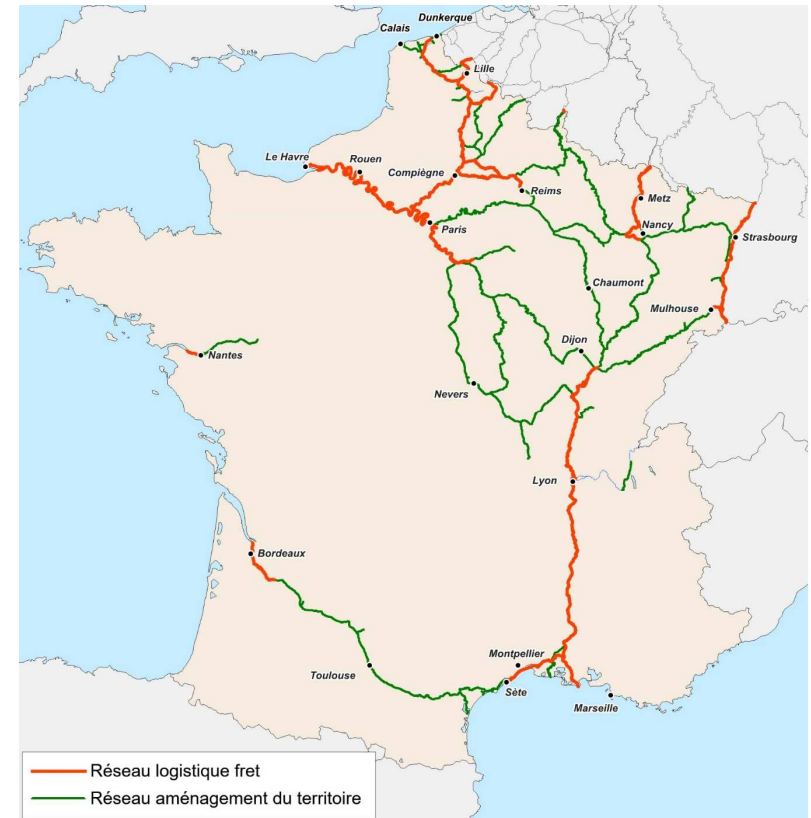 Dunkerque
Calais
Lille
Le Havre
Rouen
Compiègne
Reims
Metz
Nancy
Paris
Strasbourg
Chaumont
Mulhouse
Dijon
Nantes
Nevers
Lyon
Bordeaux
Montpellier
Toulouse
Sète
Marseille
Réseau logistique fret
Réseau aménagement du territoire